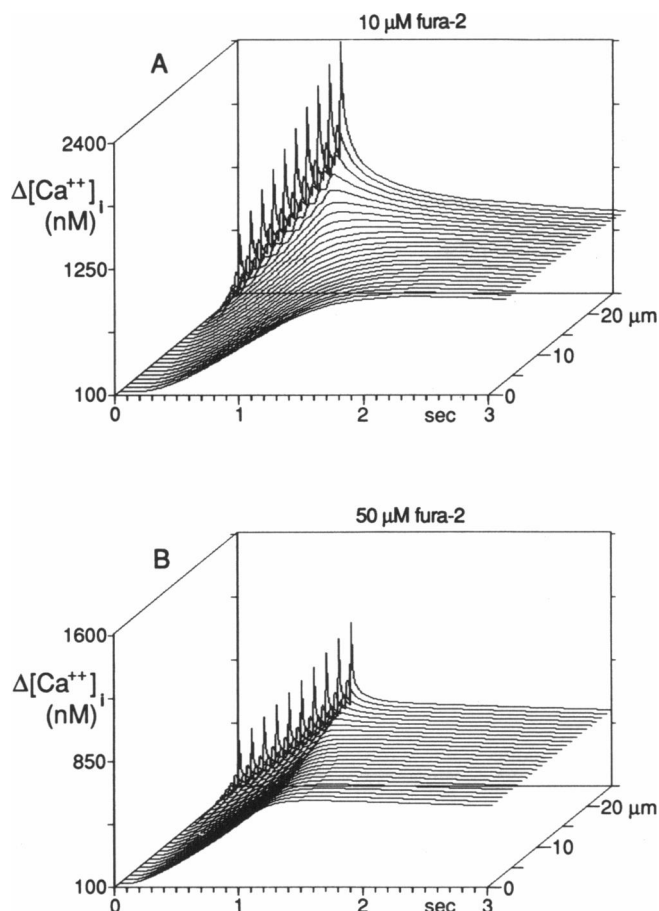 10 µM fura-2
A
2400
Δ[Ca⁺⁺]i
(nM)
1250
100
0 1 2 sec 3
0 10 20 µm
50 µM fura-2
B
1600
Δ[Ca⁺⁺]i
(nM)
850
100
0 1 2 sec 3
0 10 20 µm